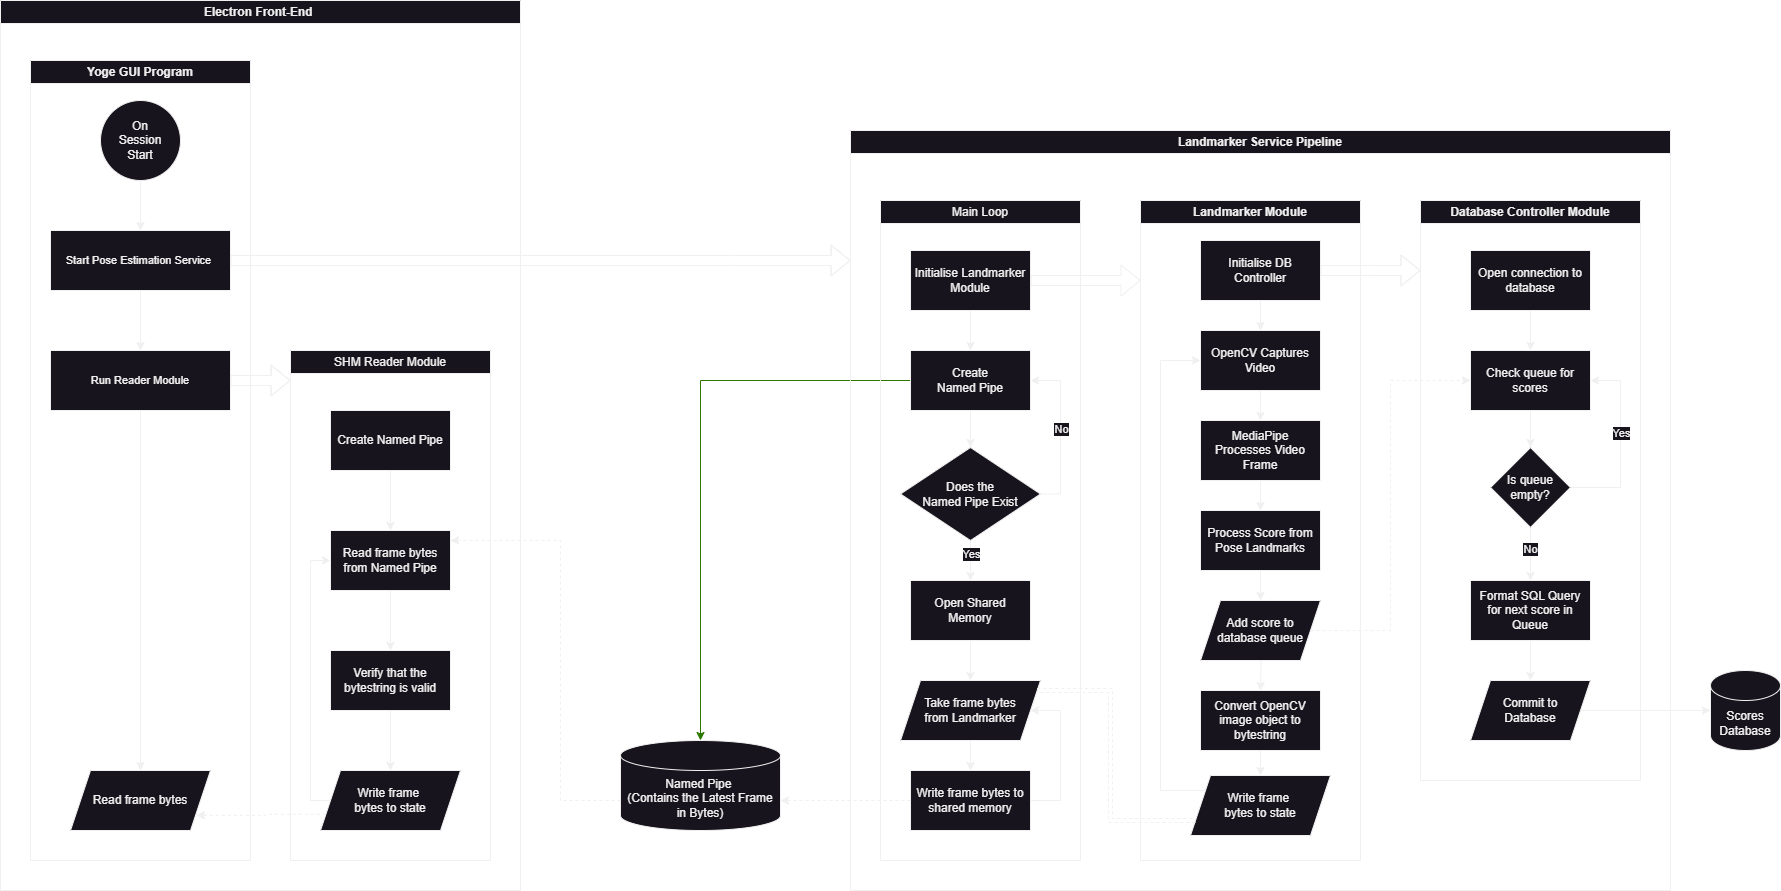 Electron Front-End
Yoge GUI Program
On
Session
Start
Start Pose Estimation Service
Run Reader Module
Read frame bytes
SHM Reader Module
Create Named Pipe
Read frame bytes
from Named Pipe
Verify that the
bytestring is valid
Write frame
bytes to state
Named Pipe
(Contains the Latest Frame
in Bytes)
Landmarker Service Pipeline
Main Loop
Initialise Landmarker
Module
Create
Named Pipe
No
Does the
Named Pipe Exist
Yes
Open Shared
Memory
Take frame bytes
from Landmarker
Write frame bytes to
shared memory
Landmarker Module
Initialise DB
Controller
OpenCV Captures
Video
MediaPipe
Processes Video
Frame
Process Score from
Pose Landmarks
Add score to
database queue
Convert OpenCV
image object to
bytestring
Write frame
bytes to state
Database Controller Module
Open connection to
database
Check queue for
scores
Yes
Is queue
empty?
No
Format SQL Query
for next score in
Queue
Commit to
Database
Scores
Database